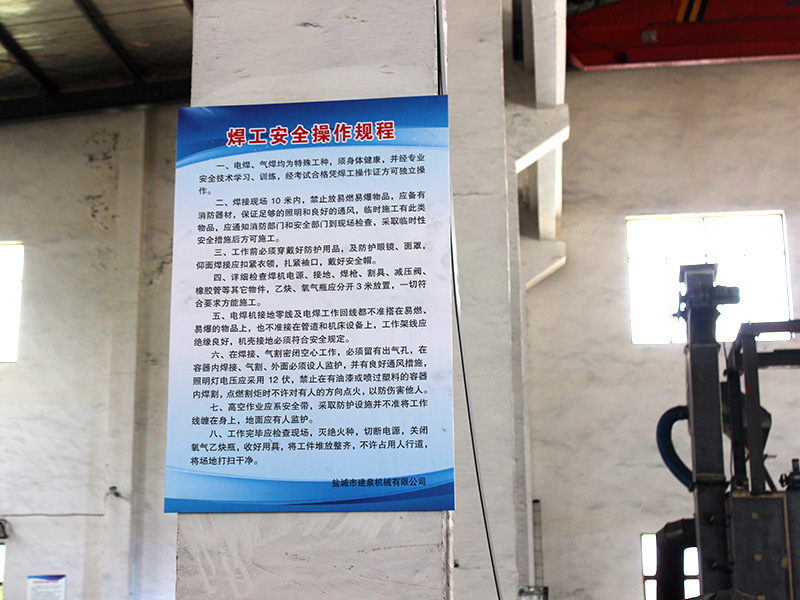 焊工安全操作规程
一、电焊、气焊均为特殊工种，须身体健康，并经专业
安全技术学习、训练，经考试合格凭焊工操作证方可独立操
作。
二、焊接现场 10 米内，禁止放易燃易爆物品，应备有
消防器材，保证足够的照明和良好的通风，临时施工有此类
物品，应通知消防部门和安全部门到现场检查，采取临时性
安全措施后方可施工。
三、工作前必须穿戴好防护用品，及防护眼镜、面罩，
仰面焊接应扣紧衣领，扎紧袖口，戴好安全帽。
四、详细检查焊机电源、接地、焊枪、割具、减压阀、
橡胶管等其它物件，乙炔、氧气瓶应分开 3 米放置，一切符
合要求方能施工。
五、电焊机接地零线及电焊工作回线都不准搭在易燃、
易爆的物品上，也不准接在管道和机床设备上，工作架线应
绝缘良好，机壳接地必须符合安全规定。
六、在焊接、气割密闭空心工作，必须留有出气孔，在
容器内焊接、气割、外面必须设人监护，并有良好通风措施，
照明灯电压应采用 12 伏，禁止在有油漆或喷过塑料的容器
内焊割，点燃割炬时不许对有人的方向点火，以防伤害他人。
七、高空作业应系安全带，采取防护设施并不准将工作
线缠在身上，地面应有人监护。
八、工作完毕应检查现场，灭绝火种，切断电源，关闭
氧气乙炔瓶，收好用具，将工件堆放整齐，不许占用人行道，
将场地打扫干净。
盐城市建泉机械有限公司